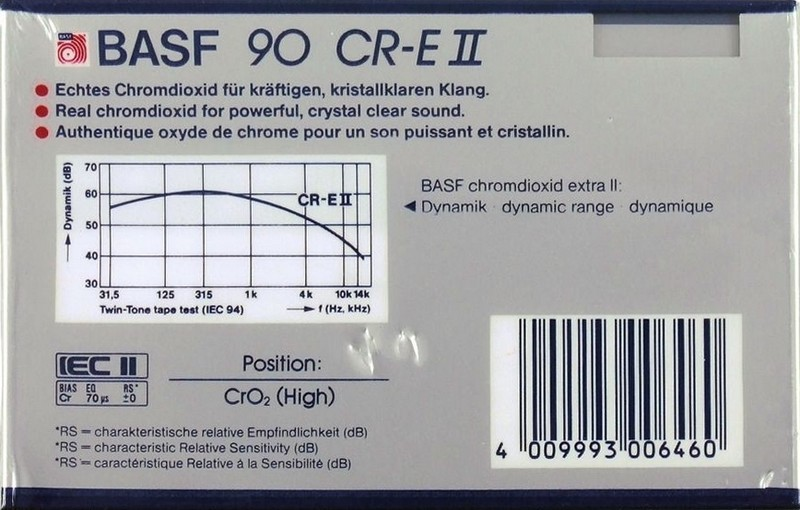 BASF
BASF 90 CR-E II
Echtes Chromdioxid für kräftigen, kristallklaren Klang.
Real chromdioxid for powerful, crystal clear sound.
Authentique oxyde de chrome pour un son puissant et cristallin.
Dynamik (dB)
70
60
50
40
30
CR-E II
31,5 125 315 1k 4k 10k 14k
Twin-Tone tape test (IEC 94) f (Hz, kHz)
BASF chromdioxid extra II:
Dynamik · dynamic range · dynamique
IEC II
BIAS EQ RS*
Cr 70 µs ±0
Position:
CrO₂ (High)
*RS = charakteristische relative Empfindlichkeit (dB)
*RS = characteristic Relative Sensitivity (dB)
*RS = caractéristique Relative à la Sensibilité (dB)
4 009993 006460